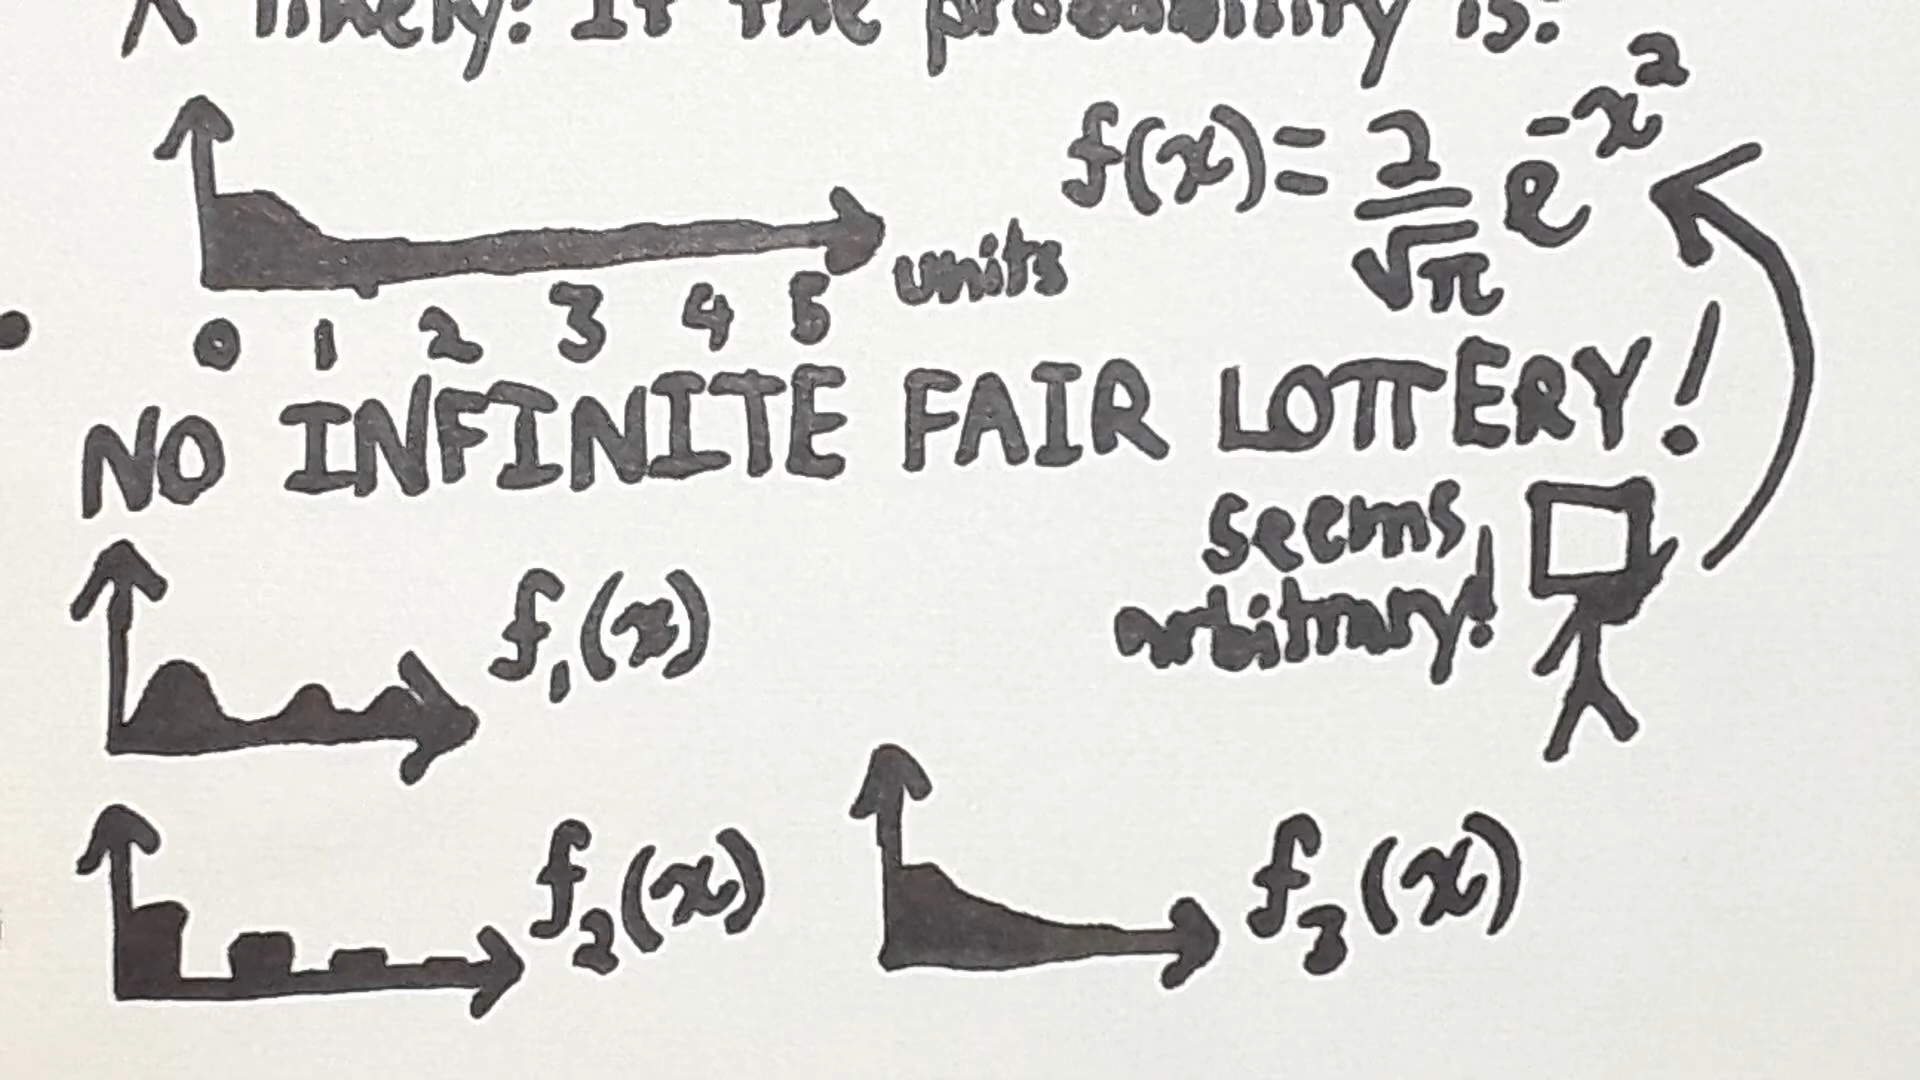 likely: If the probability is:
f(x) = 2/√π e^-x²
units
0 1 2 3 4 5
NO INFINITE FAIR LOTTERY!
seems
arbitrary!
f₁(x)
f₂(x)
f₃(x)